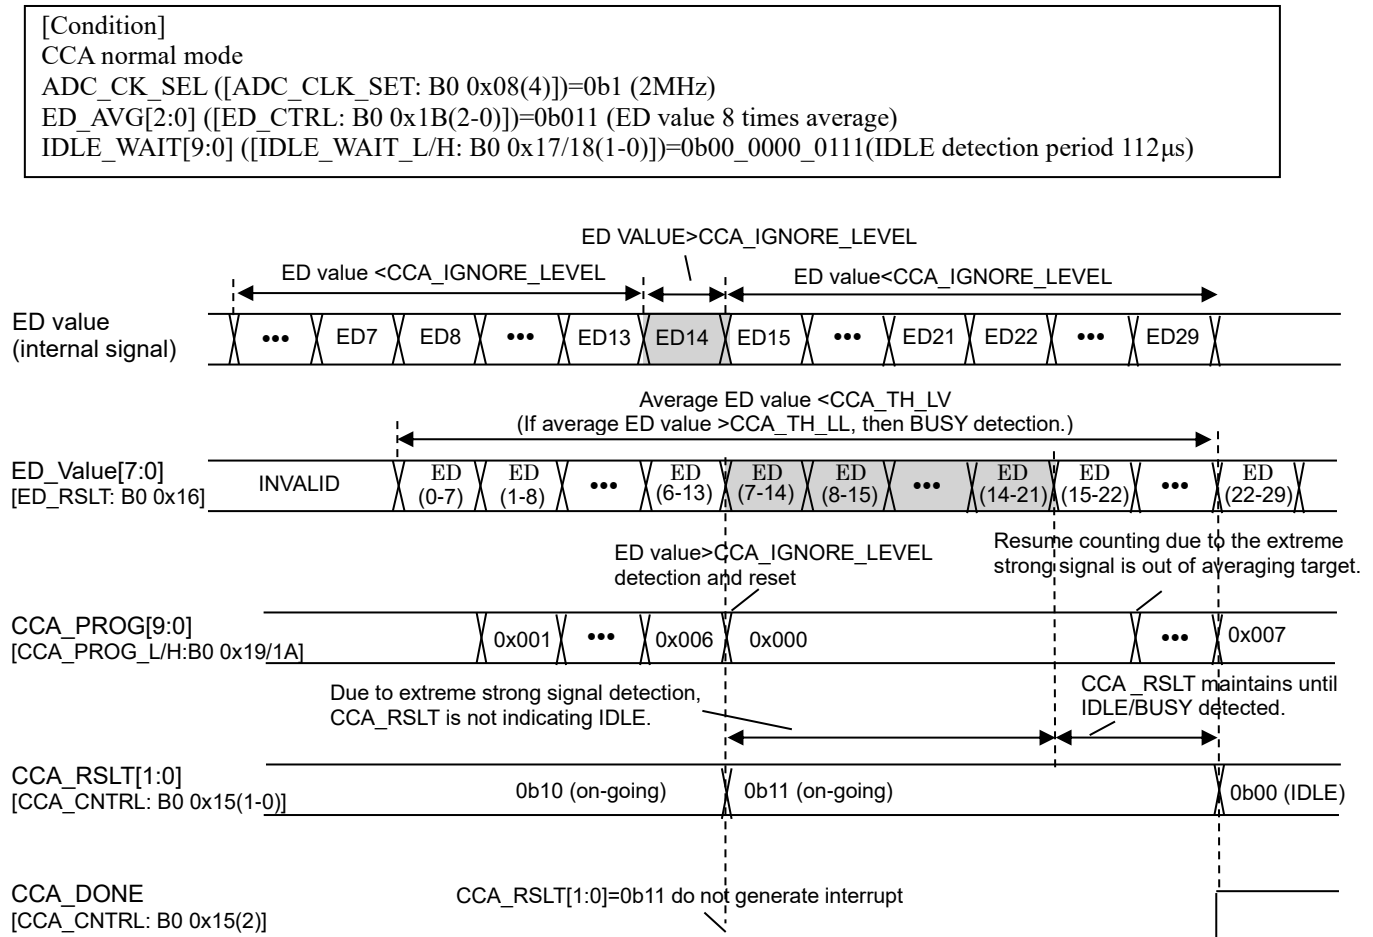 [Condition]
CCA normal mode
ADC_CK_SEL ([ADC_CLK_SET: B0 0x08(4)])=0b1 (2MHz)
ED_AVG[2:0] ([ED_CTRL: B0 0x1B(2-0)])=0b011 (ED value 8 times average)
IDLE_WAIT[9:0] ([IDLE_WAIT_L/H: B0 0x17/18(1-0)])=0b00_0000_0111(IDLE detection period 112μs)
ED VALUE>CCA_IGNORE_LEVEL
ED value <CCA_IGNORE_LEVEL
ED value<CCA_IGNORE_LEVEL
ED value
(internal signal)
••• ED7 ED8 ••• ED13 ED14 ED15 ••• ED21 ED22 ••• ED29
Average ED value <CCA_TH_LV
(If average ED value >CCA_TH_LL, then BUSY detection.)
ED_Value[7:0]
[ED_RSLT: B0 0x16]
INVALID
ED
(0-7)
ED
(1-8)
•••
ED
(6-13)
ED
(7-14)
ED
(8-15)
•••
ED
(14-21)
ED
(15-22)
•••
ED
(22-29)
ED value>CCA_IGNORE_LEVEL
detection and reset
Resume counting due to the extreme
strong signal is out of averaging target.
CCA_PROG[9:0]
[CCA_PROG_L/H:B0 0x19/1A]
0x001 ••• 0x006 0x000 ••• 0x007
Due to extreme strong signal detection,
CCA_RSLT is not indicating IDLE.
CCA _RSLT maintains until
IDLE/BUSY detected.
CCA_RSLT[1:0]
[CCA_CNTRL: B0 0x15(1-0)]
0b10 (on-going) 0b11 (on-going) 0b00 (IDLE)
CCA_DONE
[CCA_CNTRL: B0 0x15(2)]
CCA_RSLT[1:0]=0b11 do not generate interrupt